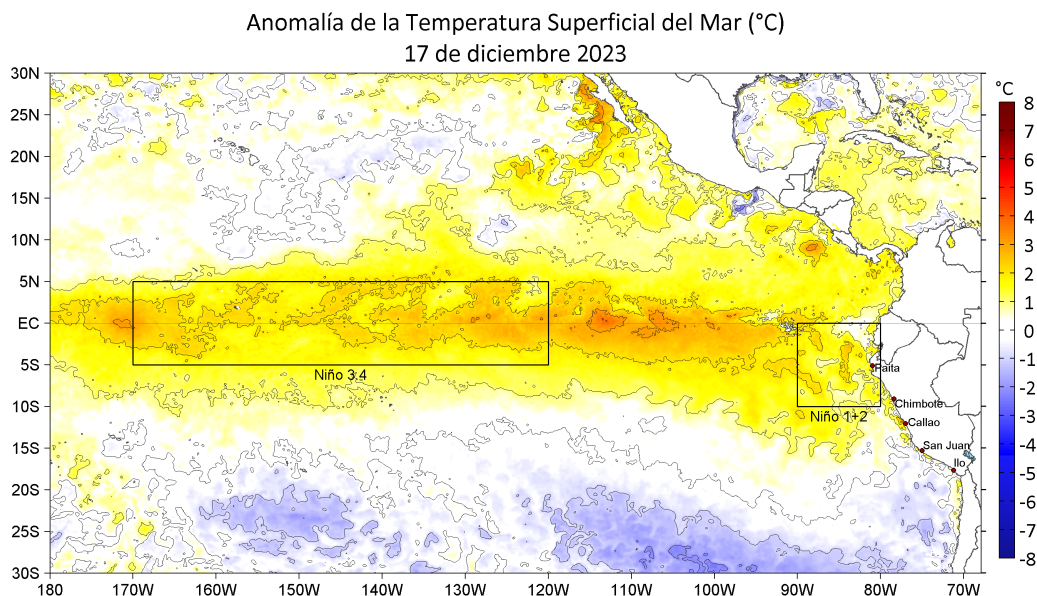 Anomalía de la Temperatura Superficial del Mar (°C)
17 de diciembre 2023
°C
30N
25N
20N
15N
10N
5N
EC
5S
10S
15S
20S
25S
30S
180
170W
160W
150W
140W
130W
120W
110W
100W
90W
80W
70W
Niño 3.4
Niño 1+2
Paita
Chimbote
Callao
San Juan
Ilo
8
7
6
5
4
3
2
1
0
-1
-2
-3
-4
-5
-6
-7
-8